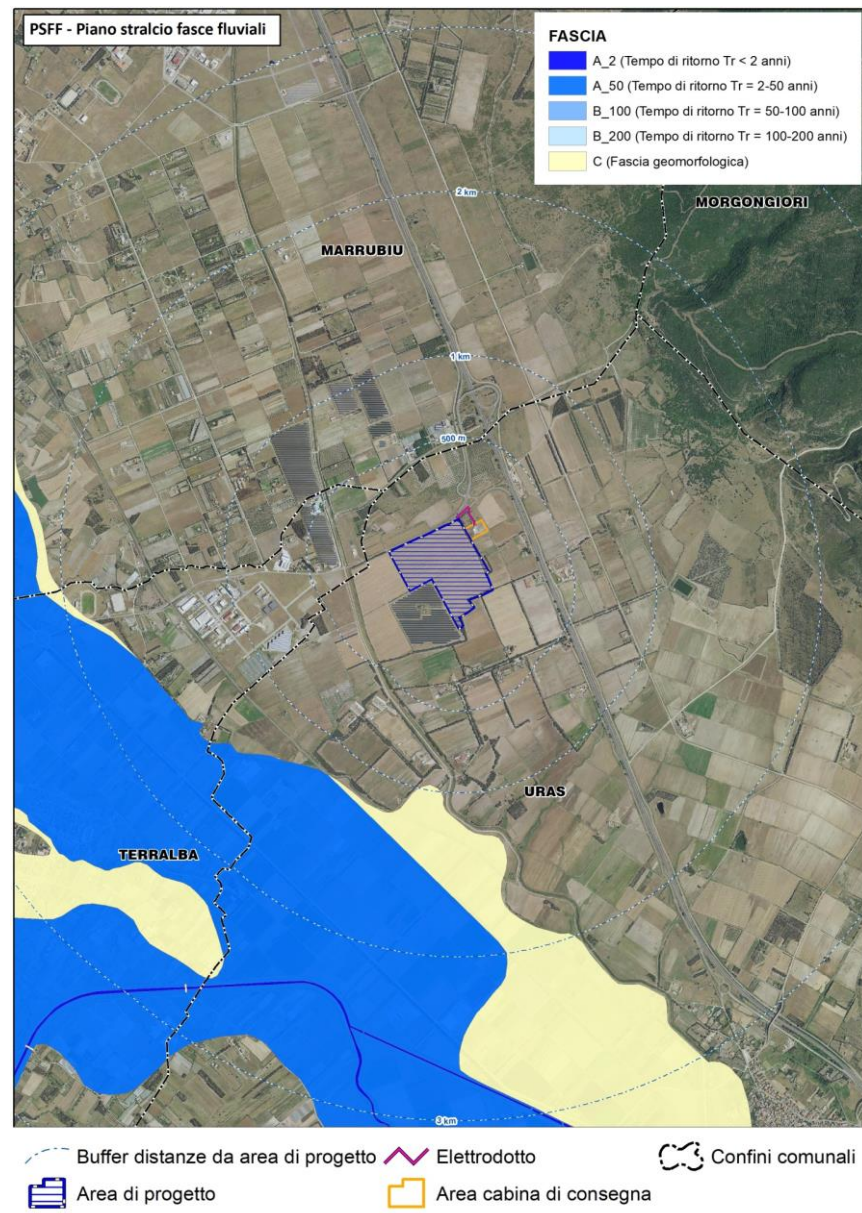 PSFF - Piano stralcio fasce fluviali
FASCIA
A_2 (Tempo di ritorno Tr < 2 anni)
A_50 (Tempo di ritorno Tr = 2-50 anni)
B_100 (Tempo di ritorno Tr = 50-100 anni)
B_200 (Tempo di ritorno Tr = 100-200 anni)
C (Fascia geomorfologica)
2 km
MORGONGIORI
MARRUBIU
1 km
500 m
URAS
TERRALBA
3 km
Buffer distanze da area di progetto
Elettrodotto
Confini comunali
Area di progetto
Area cabina di consegna